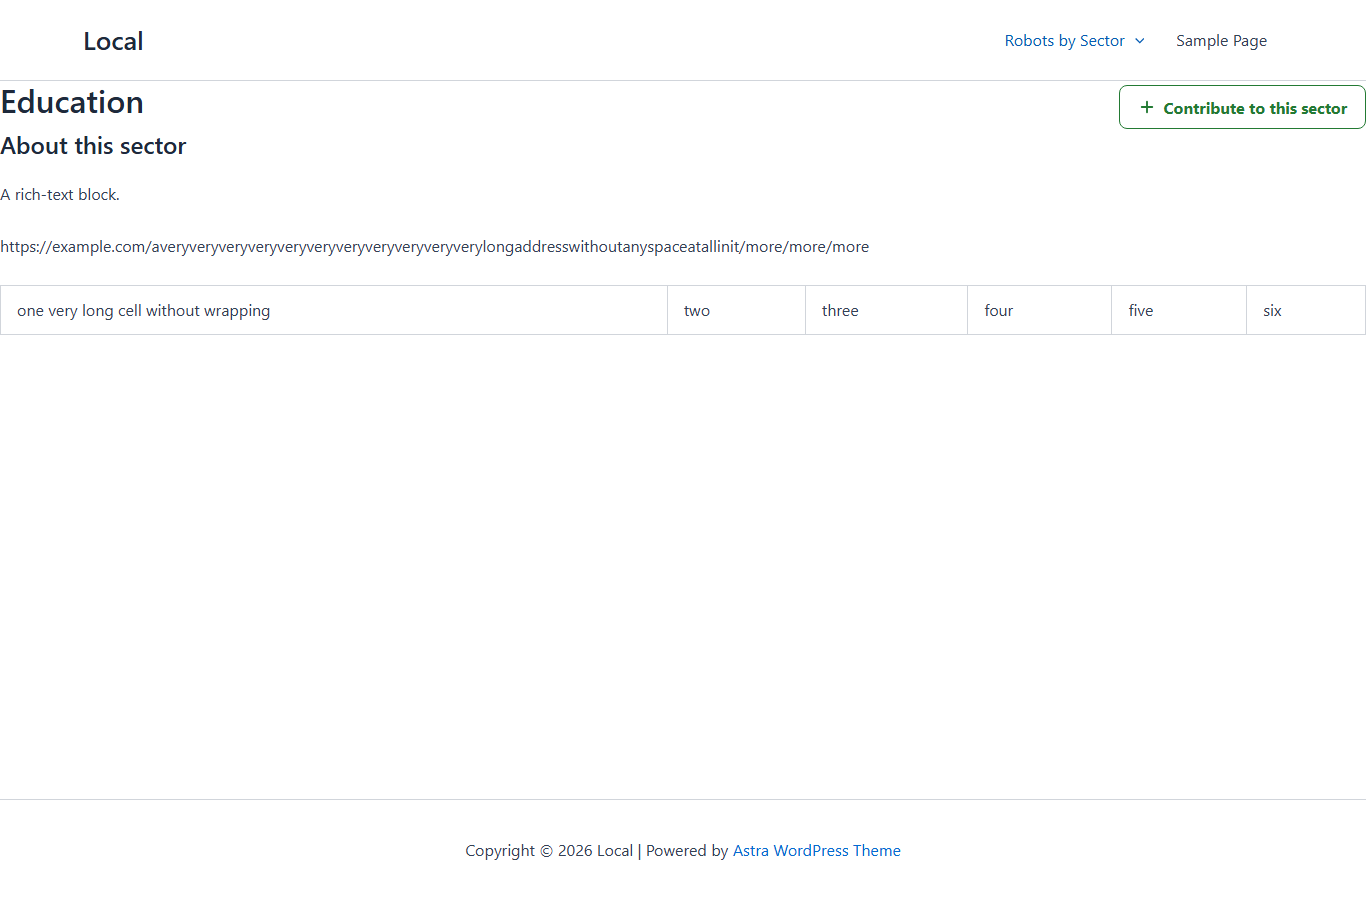 Local
Robots by Sector
Sample Page
Education
+ Contribute to this sector
About this sector
A rich-text block.
https://example.com/averyveryveryveryveryveryveryveryveryveryverylongaddresswithoutanyspaceatallinit/more/more/more
one very long cell without wrapping two three four five six
Copyright © 2026 Local | Powered by Astra WordPress Theme